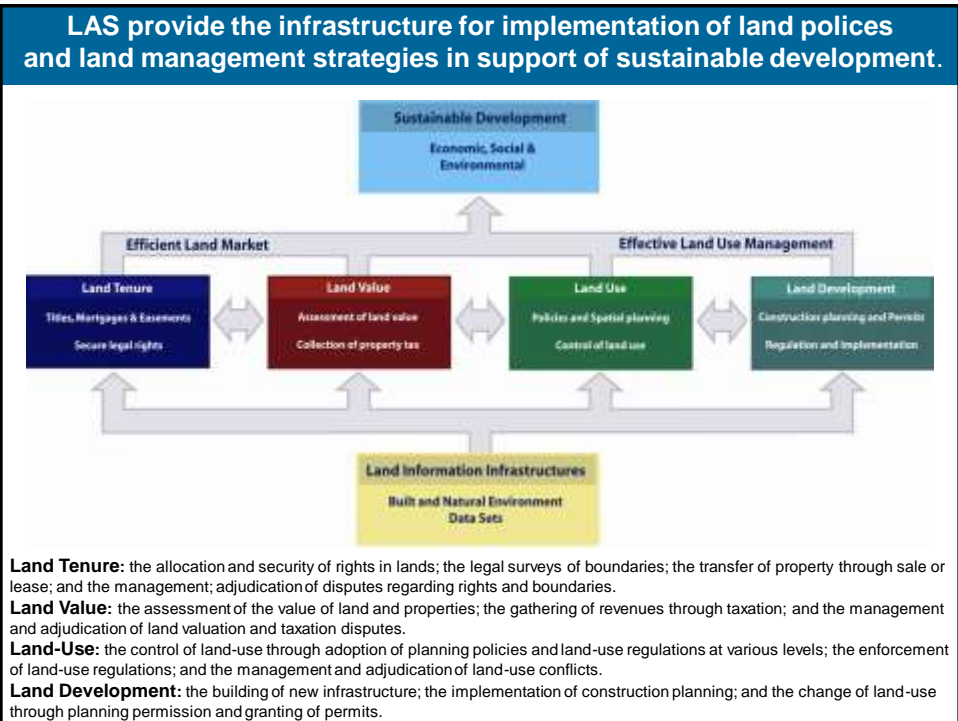 LAS provide the infrastructure for implementation of land polices
and land management strategies in support of sustainable development.
Sustainable Development
Economic, Social &
Environmental
Efficient Land Market
Effective Land Use Management
Land Tenure
Titles, Mortgages & Easements
Secure legal rights
Land Value
Assessment of land value
Collection of property tax
Land Use
Policies and Spatial planning
Control of land use
Land Development
Construction planning and Permits
Regulation and Implementation
Land Information Infrastructures
Built and Natural Environment
Data Sets
Land Tenure: the allocation and security of rights in lands; the legal surveys of boundaries; the transfer of property through sale or
lease; and the management; adjudication of disputes regarding rights and boundaries.
Land Value: the assessment of the value of land and properties; the gathering of revenues through taxation; and the management
and adjudication of land valuation and taxation disputes.
Land-Use: the control of land-use through adoption of planning policies and land-use regulations at various levels; the enforcement
of land-use regulations; and the management and adjudication of land-use conflicts.
Land Development: the building of new infrastructure; the implementation of construction planning; and the change of land-use
through planning permission and granting of permits.